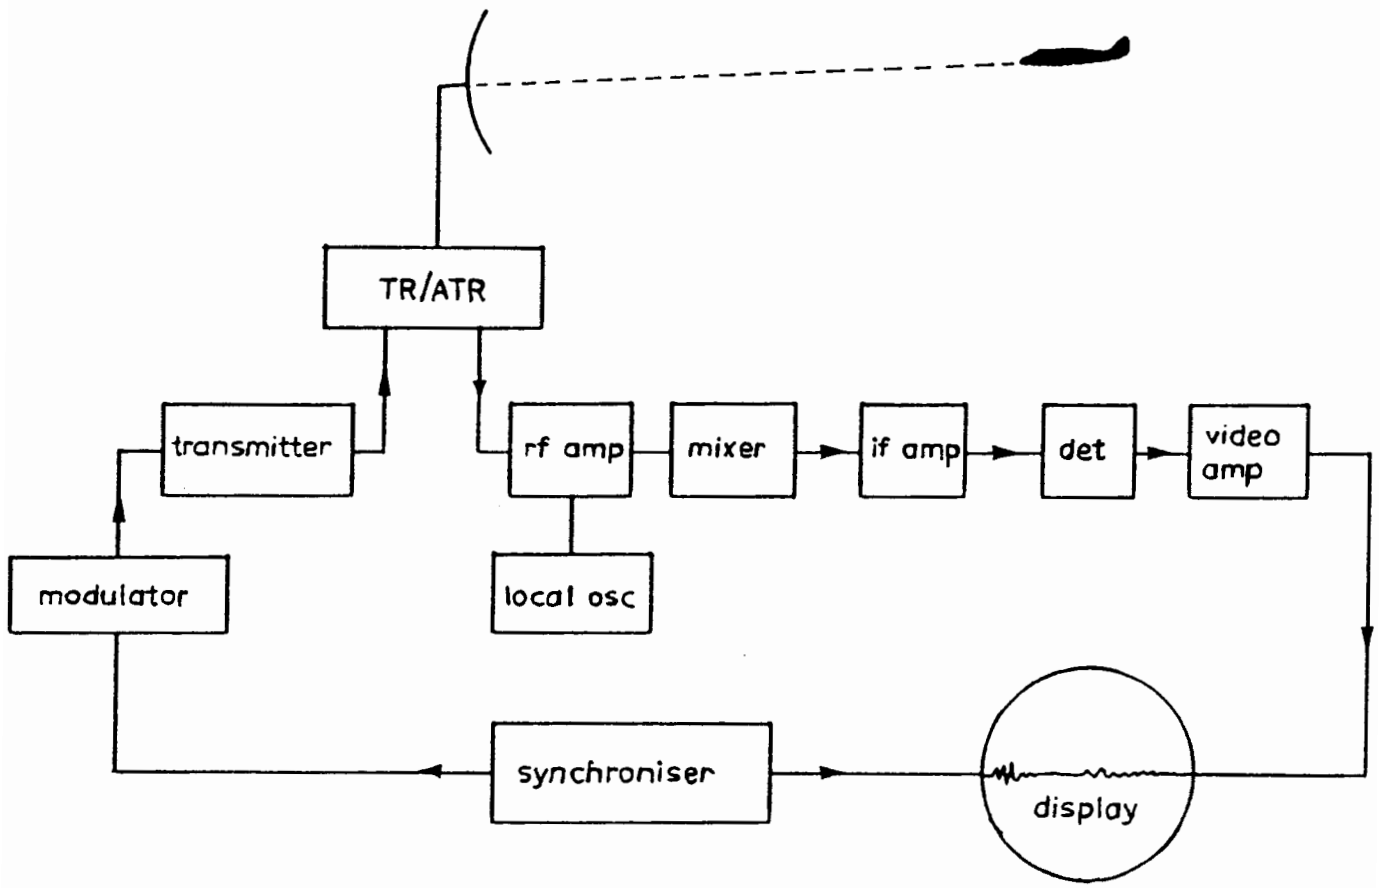 TR/ATR
transmitter
rf amp
mixer
if amp
det
video
amp
modulator
local osc
synchroniser
display